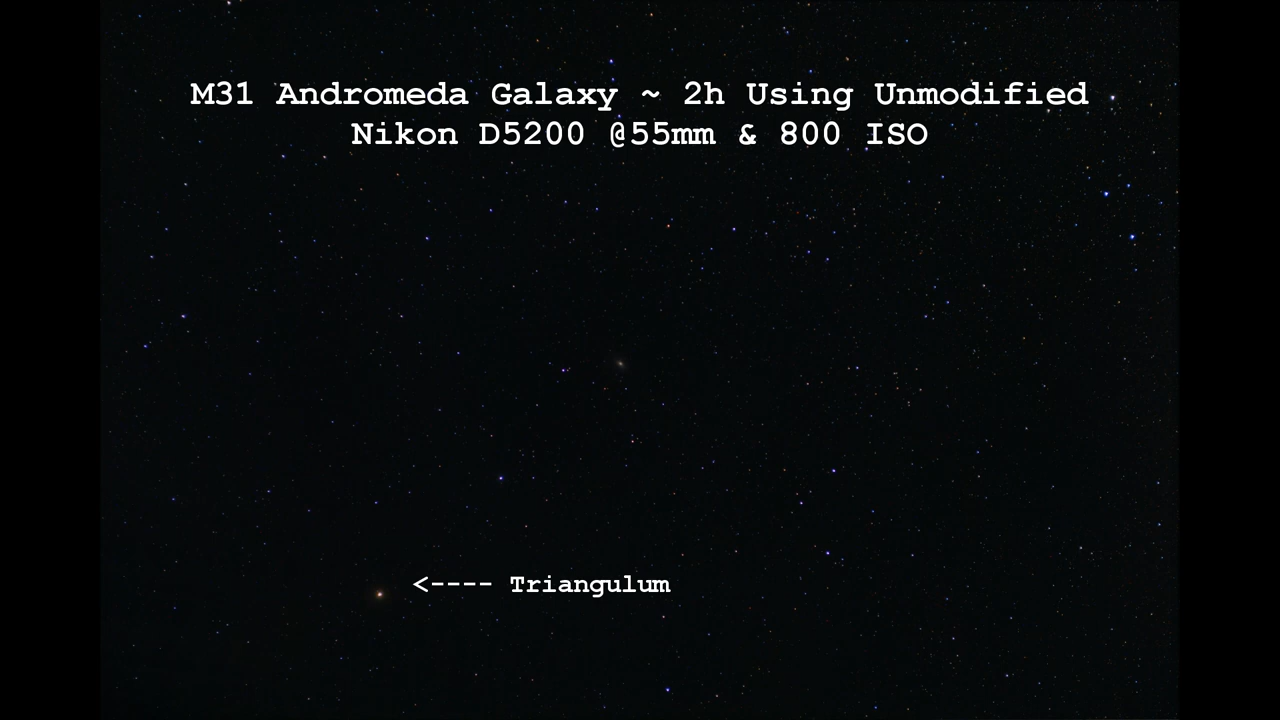 M31 Andromeda Galaxy ~ 2h Using Unmodified
Nikon D5200 @55mm & 800 ISO
<---- Triangulum